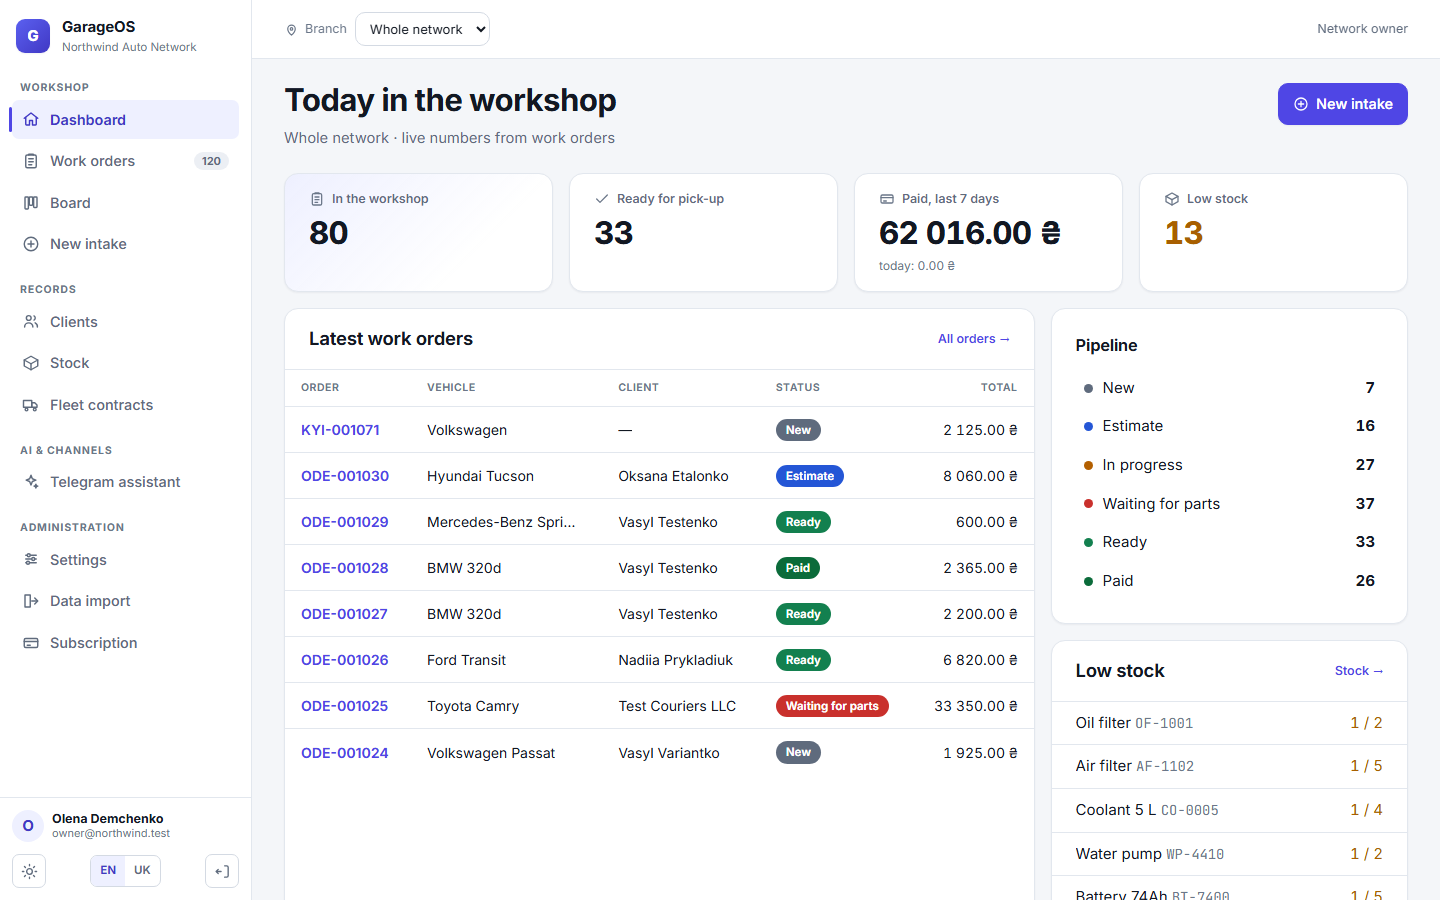 G
GarageOS
Northwind Auto Network
WORKSHOP
Dashboard
Work orders 120
Board
New intake
RECORDS
Clients
Stock
Fleet contracts
AI & CHANNELS
Telegram assistant
ADMINISTRATION
Settings
Data import
Subscription
O
Olena Demchenko
owner@northwind.test
EN UK
Branch Whole network
Network owner
Today in the workshop
Whole network · live numbers from work orders
New intake
In the workshop
80
Ready for pick-up
33
Paid, last 7 days
62 016.00 ₴
today: 0.00 ₴
Low stock
13
Latest work orders
All orders →
ORDER VEHICLE CLIENT STATUS TOTAL
KYI-001071 Volkswagen — New 2 125.00 ₴
ODE-001030 Hyundai Tucson Oksana Etalonko Estimate 8 060.00 ₴
ODE-001029 Mercedes-Benz Spri... Vasyl Testenko Ready 600.00 ₴
ODE-001028 BMW 320d Vasyl Testenko Paid 2 365.00 ₴
ODE-001027 BMW 320d Vasyl Testenko Ready 2 200.00 ₴
ODE-001026 Ford Transit Nadiia Prykladiuk Ready 6 820.00 ₴
ODE-001025 Toyota Camry Test Couriers LLC Waiting for parts 33 350.00 ₴
ODE-001024 Volkswagen Passat Vasyl Variantko New 1 925.00 ₴
Pipeline
New 7
Estimate 16
In progress 27
Waiting for parts 37
Ready 33
Paid 26
Low stock
Stock →
Oil filter OF-1001 1 / 2
Air filter AF-1102 1 / 5
Coolant 5 L CO-0005 1 / 4
Water pump WP-4410 1 / 2
Battery 74Ah BT-7400 1 / 5